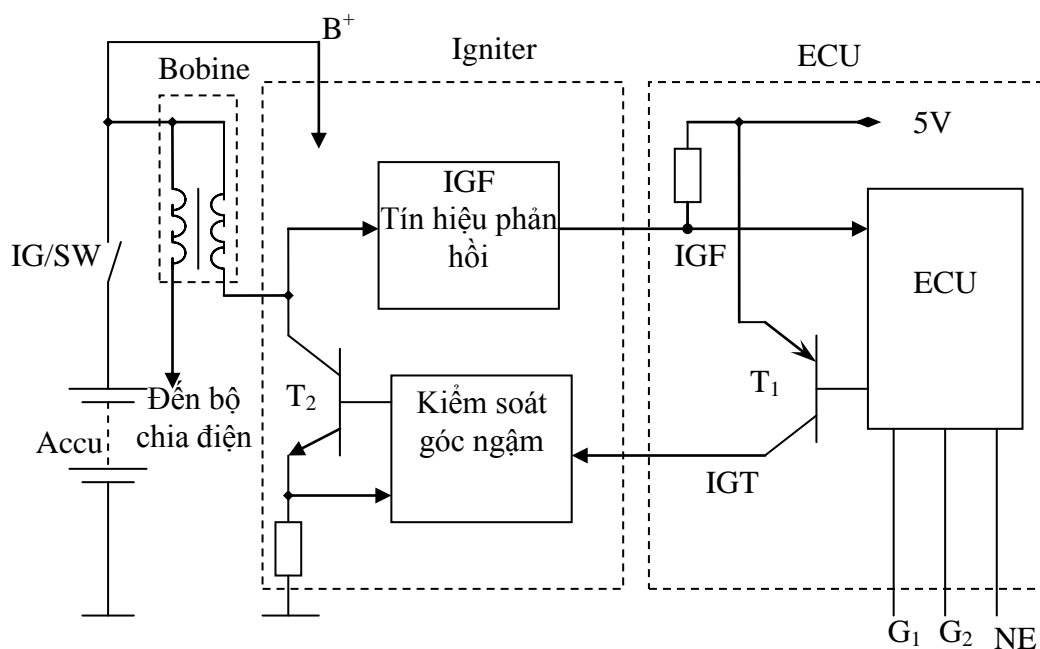 B⁺
Igniter
ECU
Bobine
5V
IGF
Tín hiệu phản
hồi
IG/SW
IGF
ECU
T₂
T₁
Đến bộ
chia điện
Kiểm soát
góc ngậm
Accu
IGT
G₁
G₂
NE